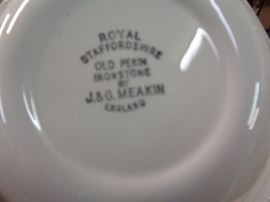 ROYAL
STAFFORDSHIRE
OLD PEKIN
IRONSTONE
BY
J.& G. MEAKIN
ENGLAND